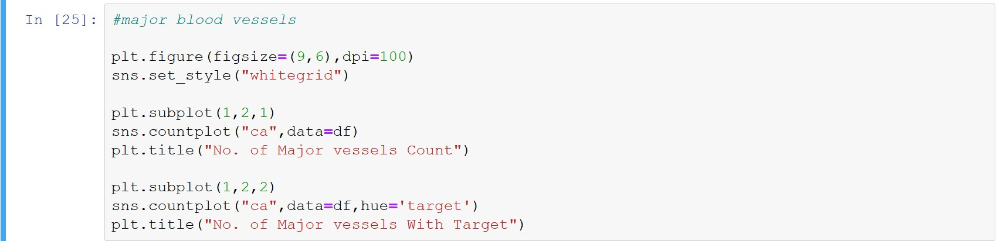 In [25]: #major blood vessels
plt.figure(figsize=(9,6),dpi=100)
sns.set_style("whitegrid")
plt.subplot(1,2,1)
sns.countplot("ca",data=df)
plt.title("No. of Major vessels Count")
plt.subplot(1,2,2)
sns.countplot("ca",data=df,hue='target')
plt.title("No. of Major vessels With Target")